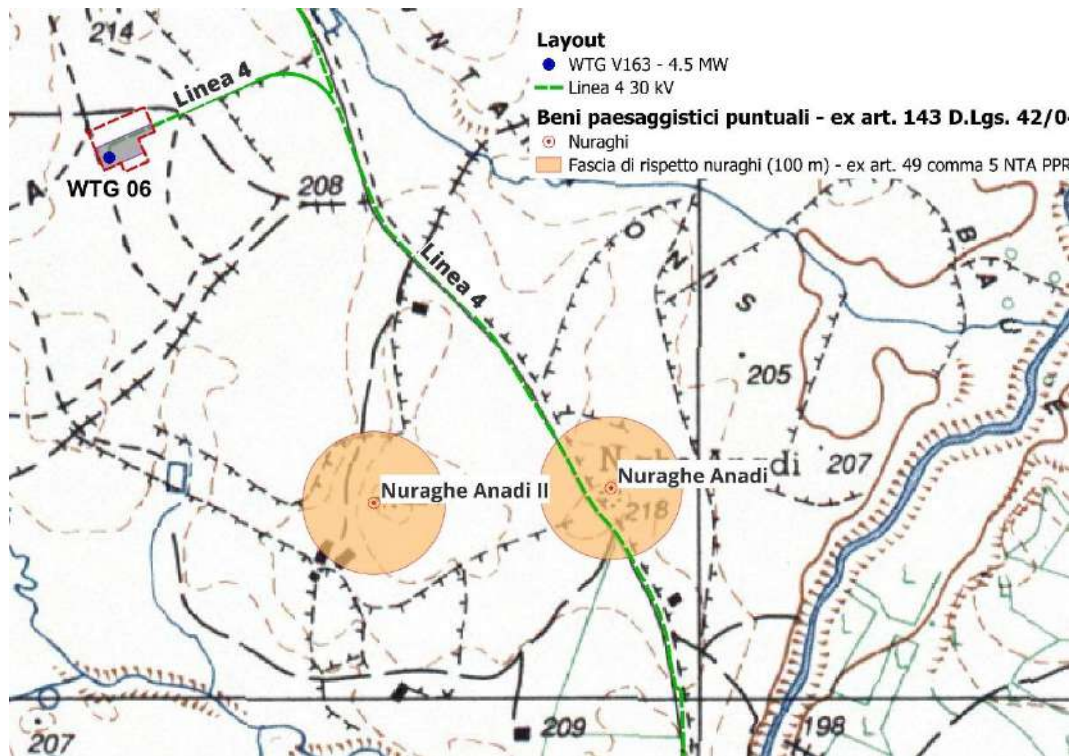 214
Layout
WTG V163 - 4.5 MW
Linea 4 30 kV
Beni paesaggistici puntuali - ex art. 143 D.Lgs. 42/04
Nuraghi
Fascia di rispetto nuraghi (100 m) - ex art. 49 comma 5 NTA PPR
Linea 4
N T A
WTG 06
A
208
Linea 4
O N N S
B A U
205
207
Nuraghe Anadi II
Nuraghe Anadi
218
209
198
207